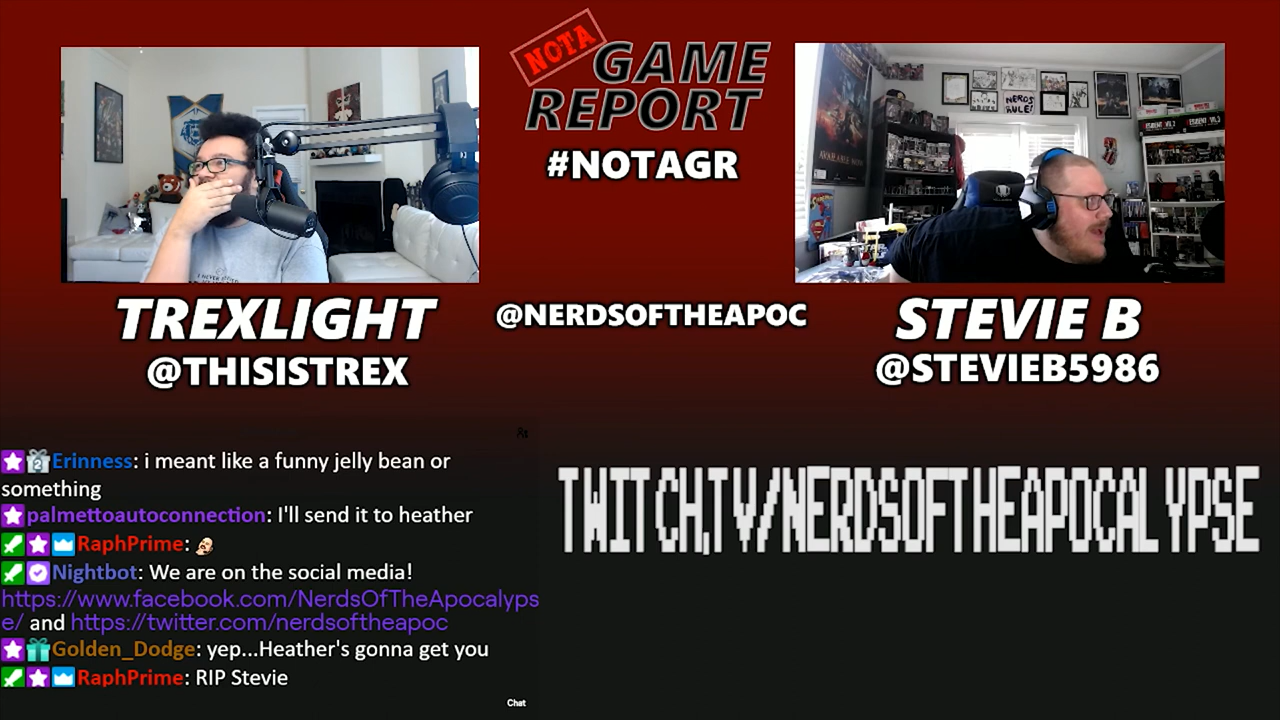 NOTA
GAME
REPORT
#NOTAGR
NERDS
RULE!
TREXLIGHT
@THISISTREX
@NERDSOFTHEAPOC
STEVIE B
@STEVIEB5986
Erinness: i meant like a funny jelly bean or
something
palmettoautoconnection: I'll send it to heather
RaphPrime:
Nightbot: We are on the social media!
https://www.facebook.com/NerdsOfTheApocalyps
e/ and https://twitter.com/nerdsoftheapoc
Golden_Dodge: yep...Heather's gonna get you
RaphPrime: RIP Stevie
Chat
TWITCH.TV/NERDSOFTHEAPOCALYPSE